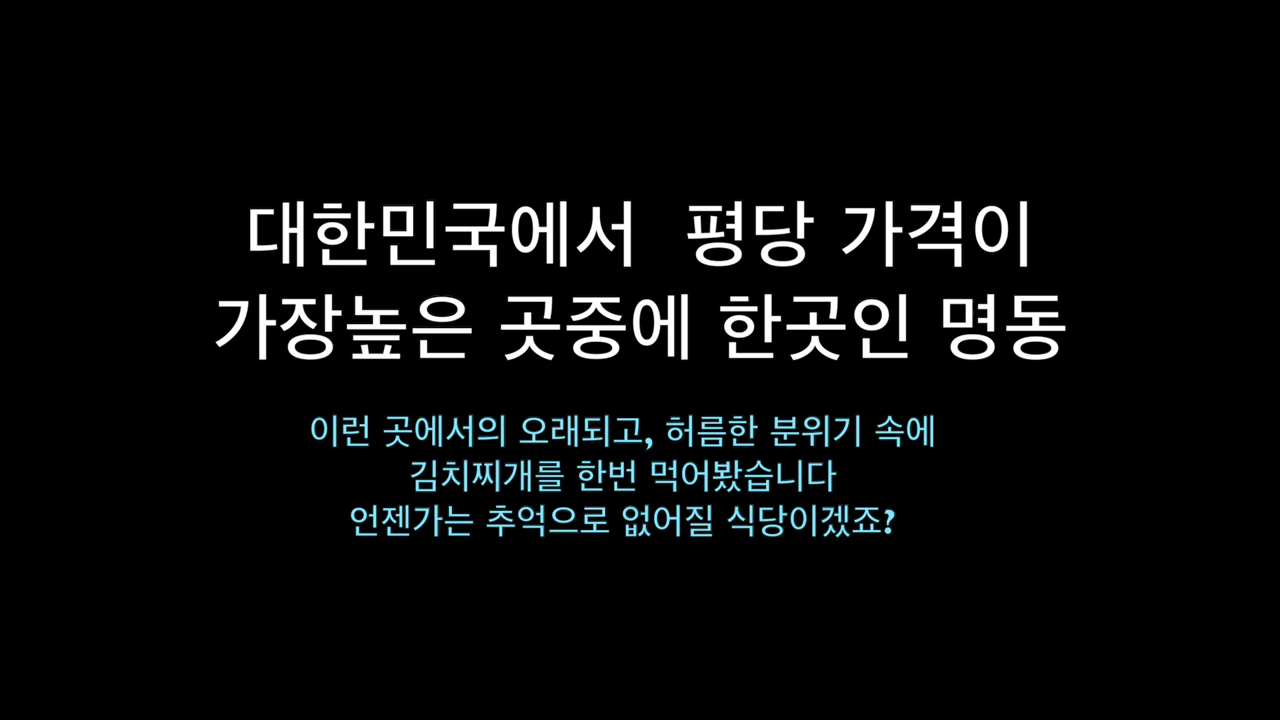 대한민국에서 평당 가격이
가장높은 곳중에 한곳인 명동
이런 곳에서의 오래되고, 허름한 분위기 속에
김치찌개를 한번 먹어봤습니다
언젠가는 추억으로 없어질 식당이겠죠?